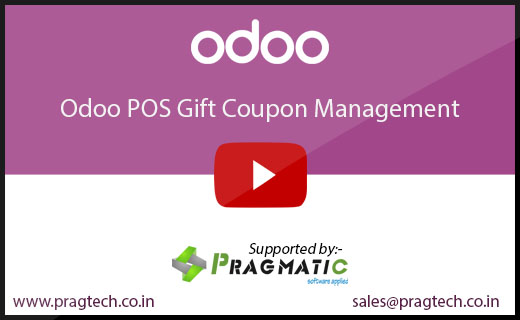 odoo
Odoo POS Gift Coupon Management
Supported by:-
PRAGMATIC
software applied
www.pragtech.co.in
sales@pragtech.co.in